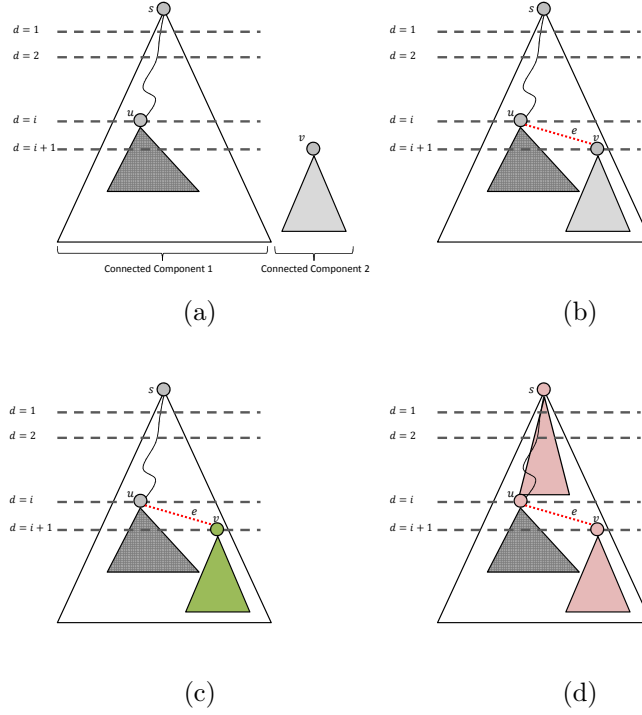 s
s
d = 1
d = 1
d = 2
d = 2
u
u
d = i
d = i
e
v
v
d = i + 1
d = i + 1
Connected Component 1
Connected Component 2
(a)
(b)
s
s
d = 1
d = 1
d = 2
d = 2
u
u
d = i
d = i
e
v
e
v
d = i + 1
d = i + 1
(c)
(d)